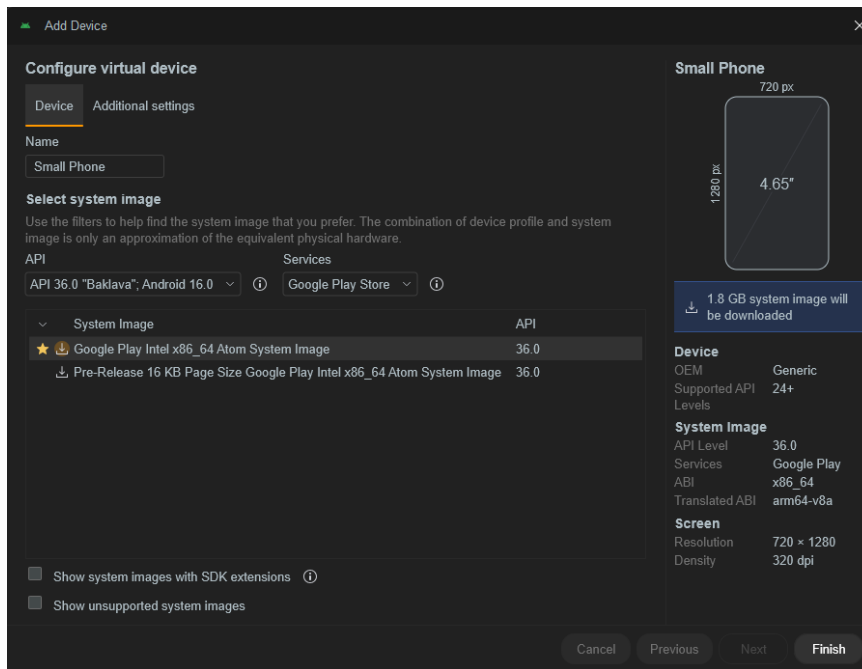 Add Device
Configure virtual device
Device
Additional settings
Name
Small Phone
Select system image
Use the filters to help find the system image that you prefer. The combination of device profile and system
image is only an approximation of the equivalent physical hardware.
API
Services
API 36.0 "Baklava"; Android 16.0
Google Play Store
System Image
API
Google Play Intel x86_64 Atom System Image
36.0
Pre-Release 16 KB Page Size Google Play Intel x86_64 Atom System Image
36.0
Show system images with SDK extensions
Show unsupported system images
Small Phone
720 px
1280 px
4.65"
1.8 GB system image will
be downloaded
Device
OEM
Generic
Supported API
Levels
24+
System Image
API Level
36.0
Services
Google Play
ABI
x86_64
Translated ABI
arm64-v8a
Screen
Resolution
720 × 1280
Density
320 dpi
Cancel
Previous
Next
Finish